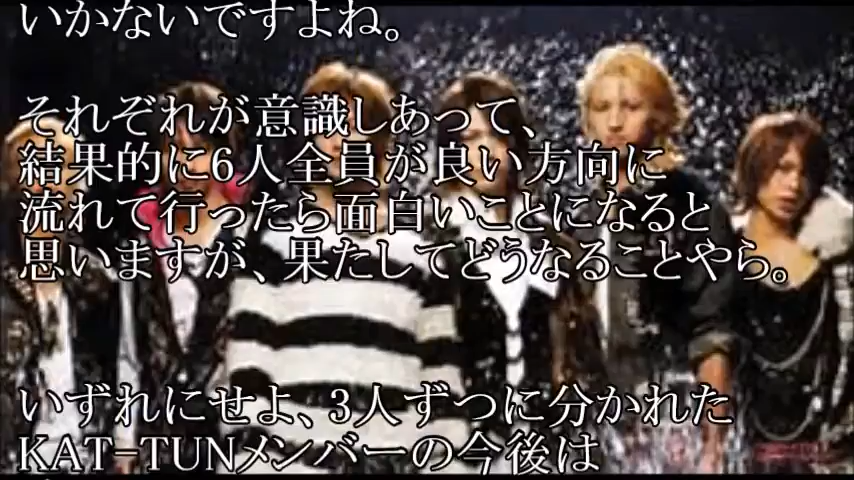 いかないですよね。
それぞれが意識しあって、
結果的に6人全員が良い方向に
流れて行ったら面白いことになると
思いますが、果たしてどうなることやら。
いずれにせよ、3人ずつに分かれた
KAT-TUNメンバーの今後は